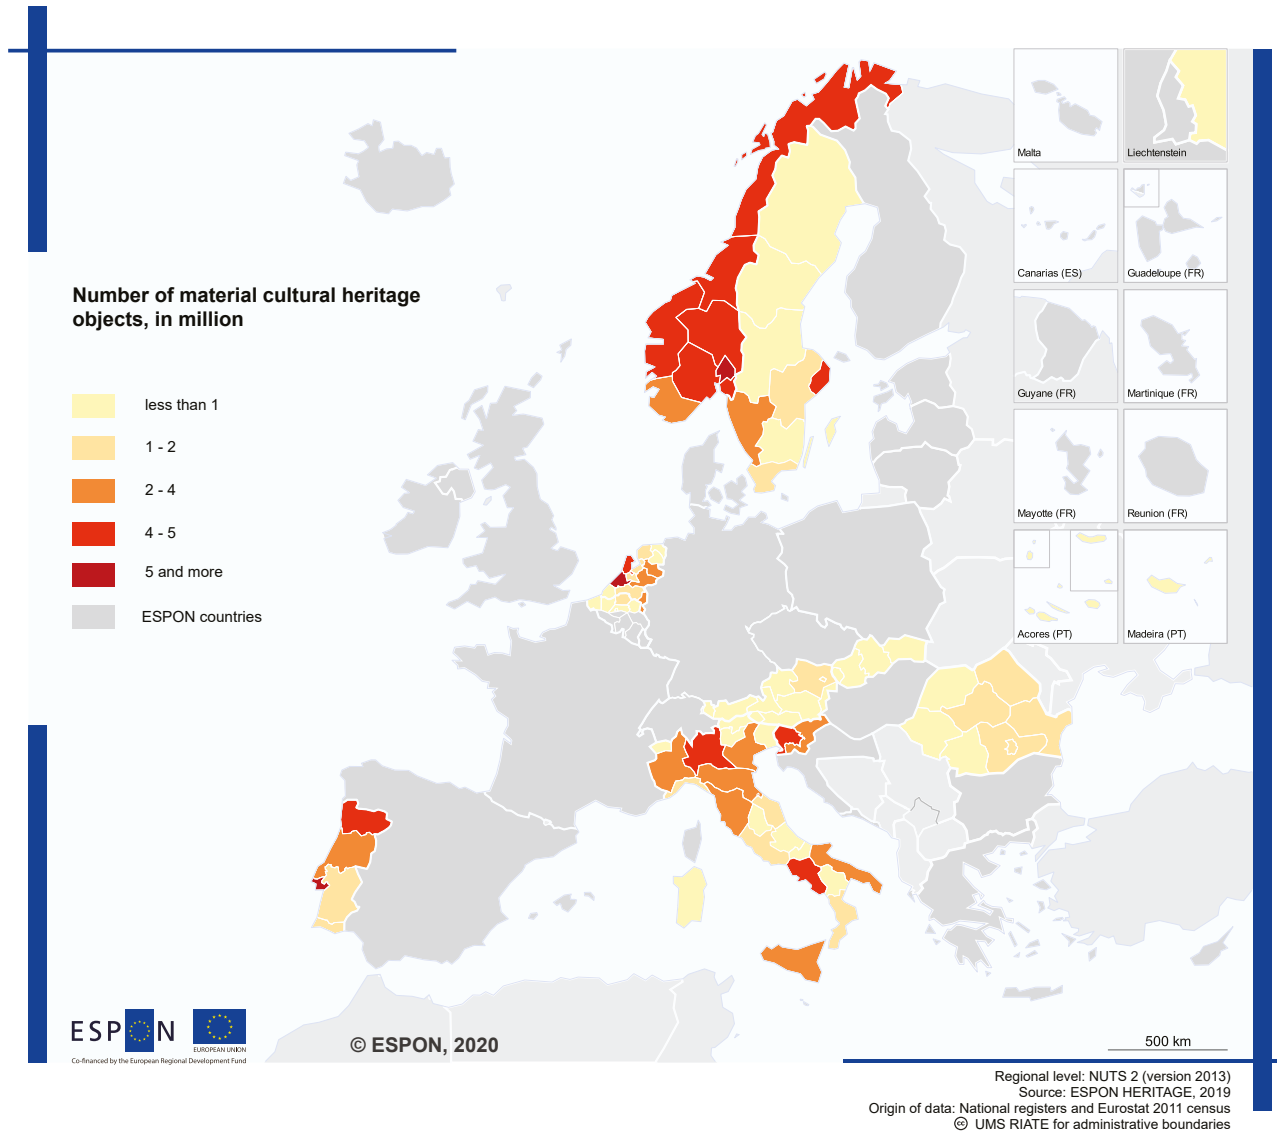 Number of material cultural heritage
objects, in million
less than 1
1 - 2
2 - 4
4 - 5
5 and more
ESPON countries
Malta
Liechtenstein
Canarias (ES)
Guadeloupe (FR)
Guyane (FR)
Martinique (FR)
Mayotte (FR)
Reunion (FR)
Acores (PT)
Madeira (PT)
ESPON
EUROPEAN UNION
Co-financed by the European Regional Development Fund
© ESPON, 2020
500 km
Regional level: NUTS 2 (version 2013)
Source: ESPON HERITAGE, 2019
Origin of data: National registers and Eurostat 2011 census
UMS RIATE for administrative boundaries